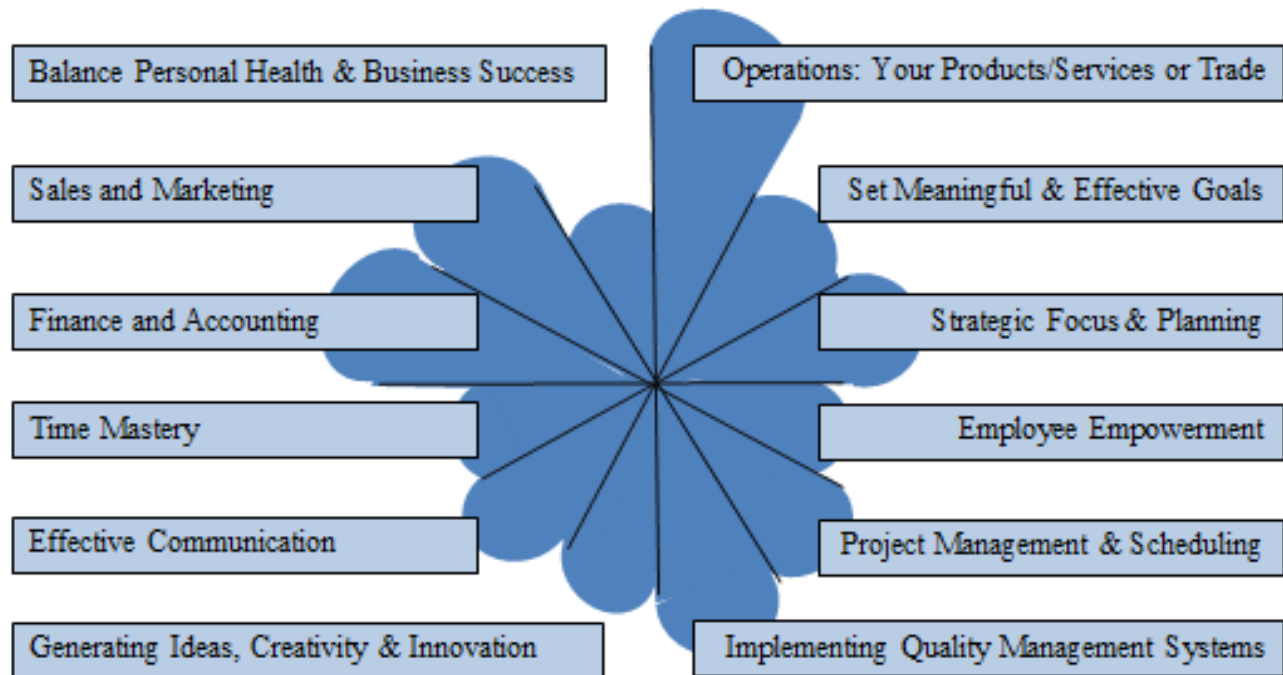 Balance Personal Health & Business Success
Operations: Your Products/Services or Trade
Sales and Marketing
Set Meaningful & Effective Goals
Finance and Accounting
Strategic Focus & Planning
Time Mastery
Employee Empowerment
Effective Communication
Project Management & Scheduling
Generating Ideas, Creativity & Innovation
Implementing Quality Management Systems